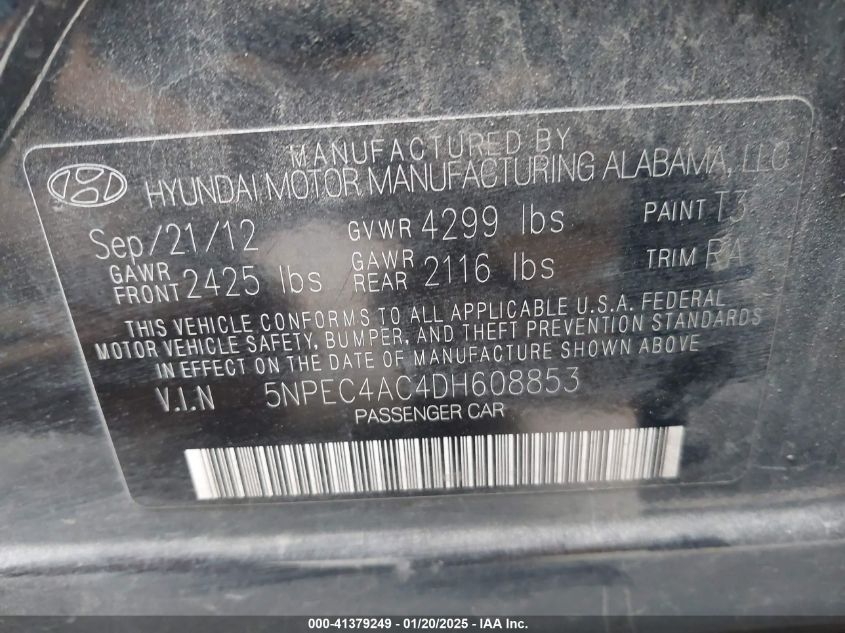 MANUFACTURED BY
HYUNDAI MOTOR MANUFACTURING ALABAMA, LLC
Sep/21/12 GVWR 4299 lbs PAINT T3
GAWR FRONT 2425 lbs GAWR REAR 2116 lbs TRIM RA
THIS VEHICLE CONFORMS TO ALL APPLICABLE U.S.A. FEDERAL
MOTOR VEHICLE SAFETY, BUMPER, AND THEFT PREVENTION STANDARDS
IN EFFECT ON THE DATE OF MANUFACTURE SHOWN ABOVE
V.I.N 5NPEC4AC4DH608853
PASSENGER CAR
000-41379249 - 01/20/2025 - IAA Inc.